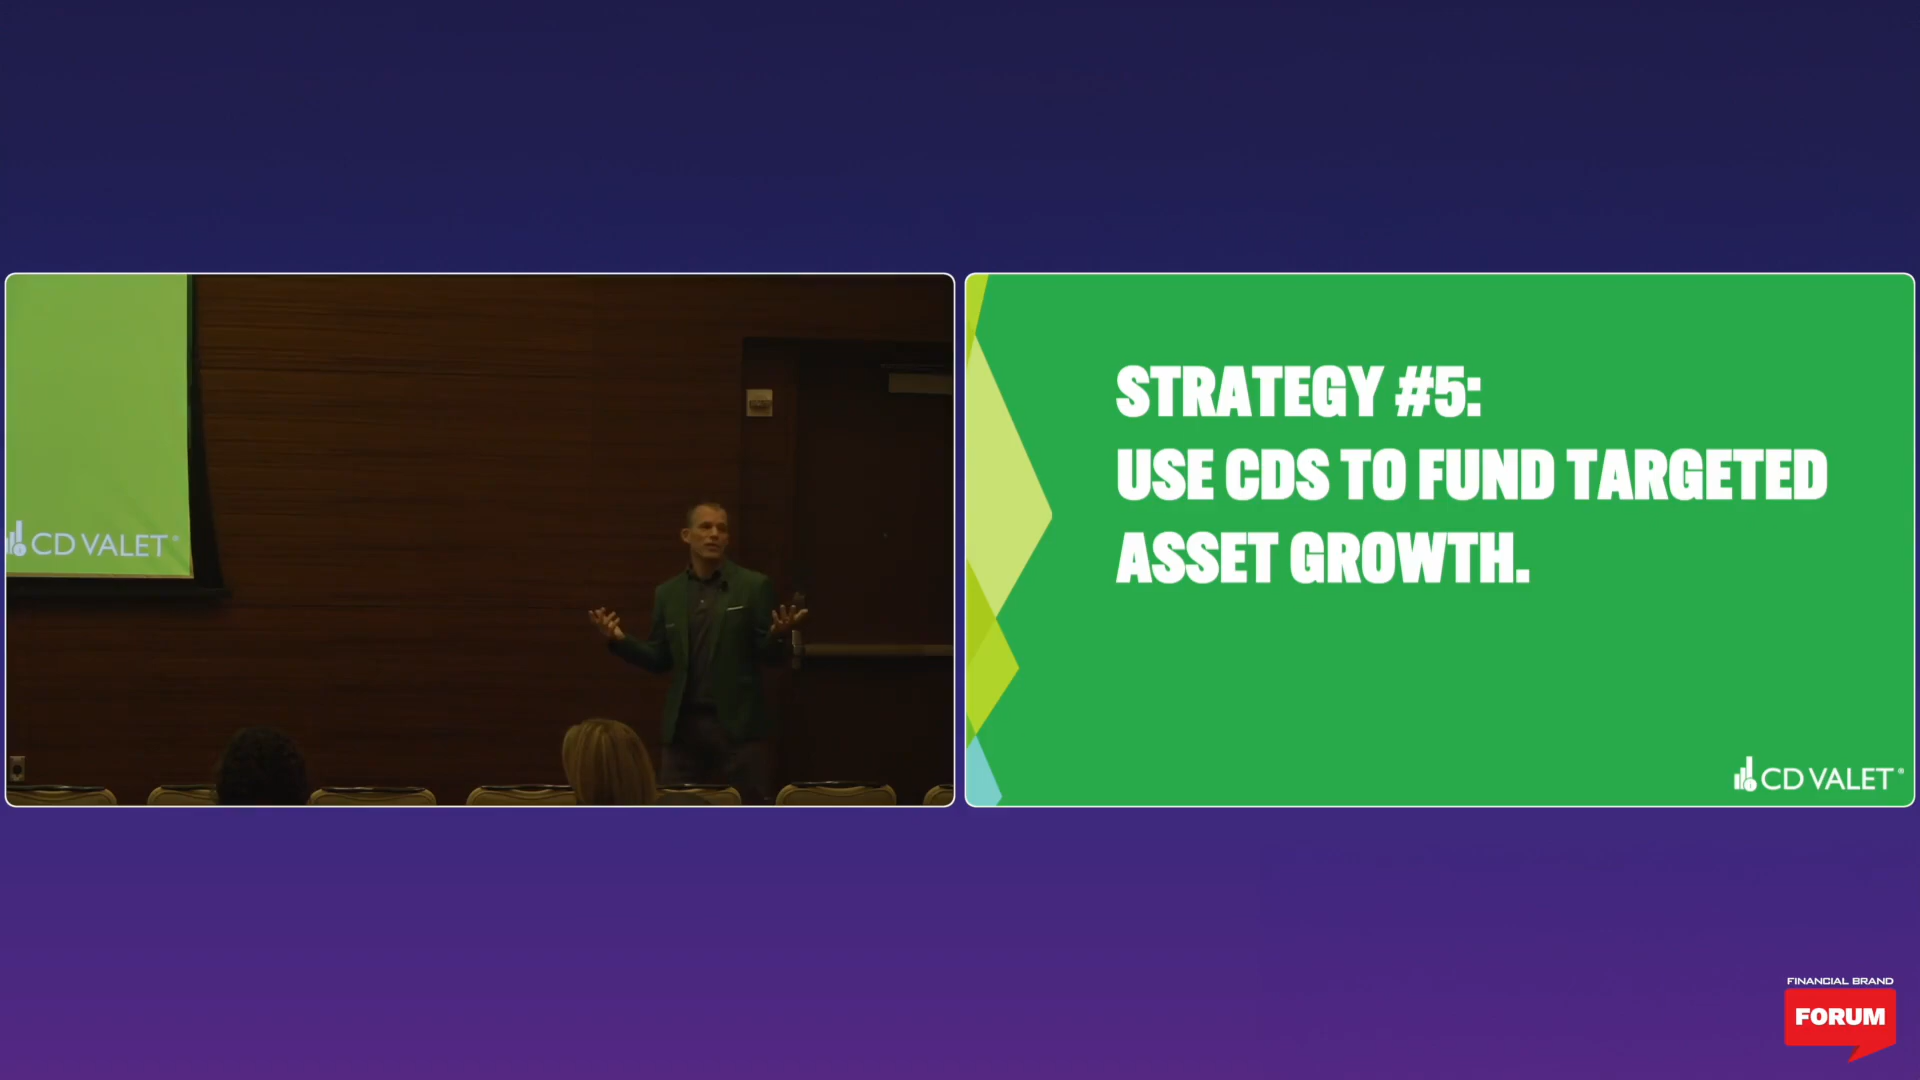 CD VALET®
STRATEGY #5:
USE CDS TO FUND TARGETED
ASSET GROWTH.
CD VALET®
FINANCIAL BRAND
FORUM